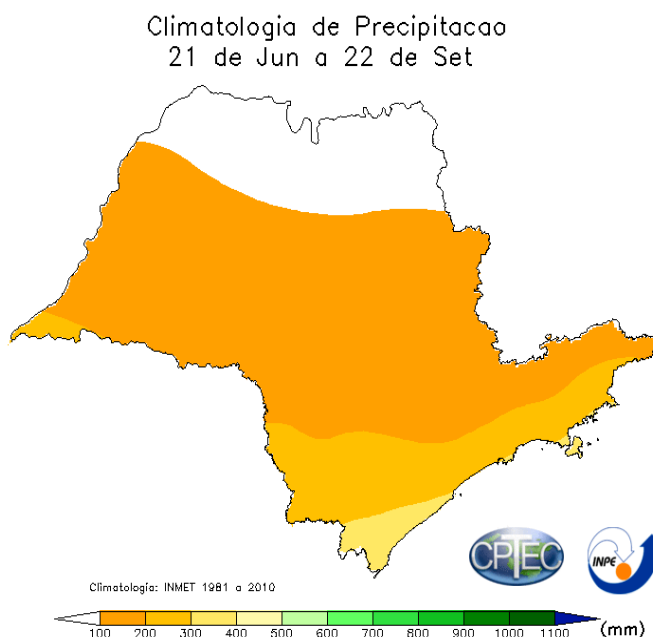 Climatologia de Precipitacao
21 de Jun a 22 de Set
CPTEC
INPE
Climatología: INMET 1981 a 2010
100 200 300 400 500 600 700 800 900 1000 1100 (mm)